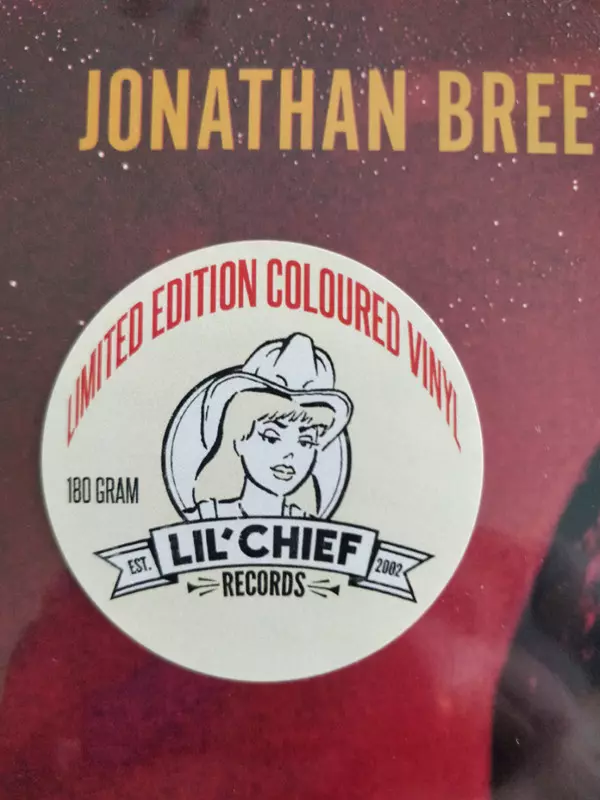 JONATHAN BREE
LIMITED EDITION COLOURED VINYL
180 GRAM
EST. LIL' CHIEF 2002
RECORDS